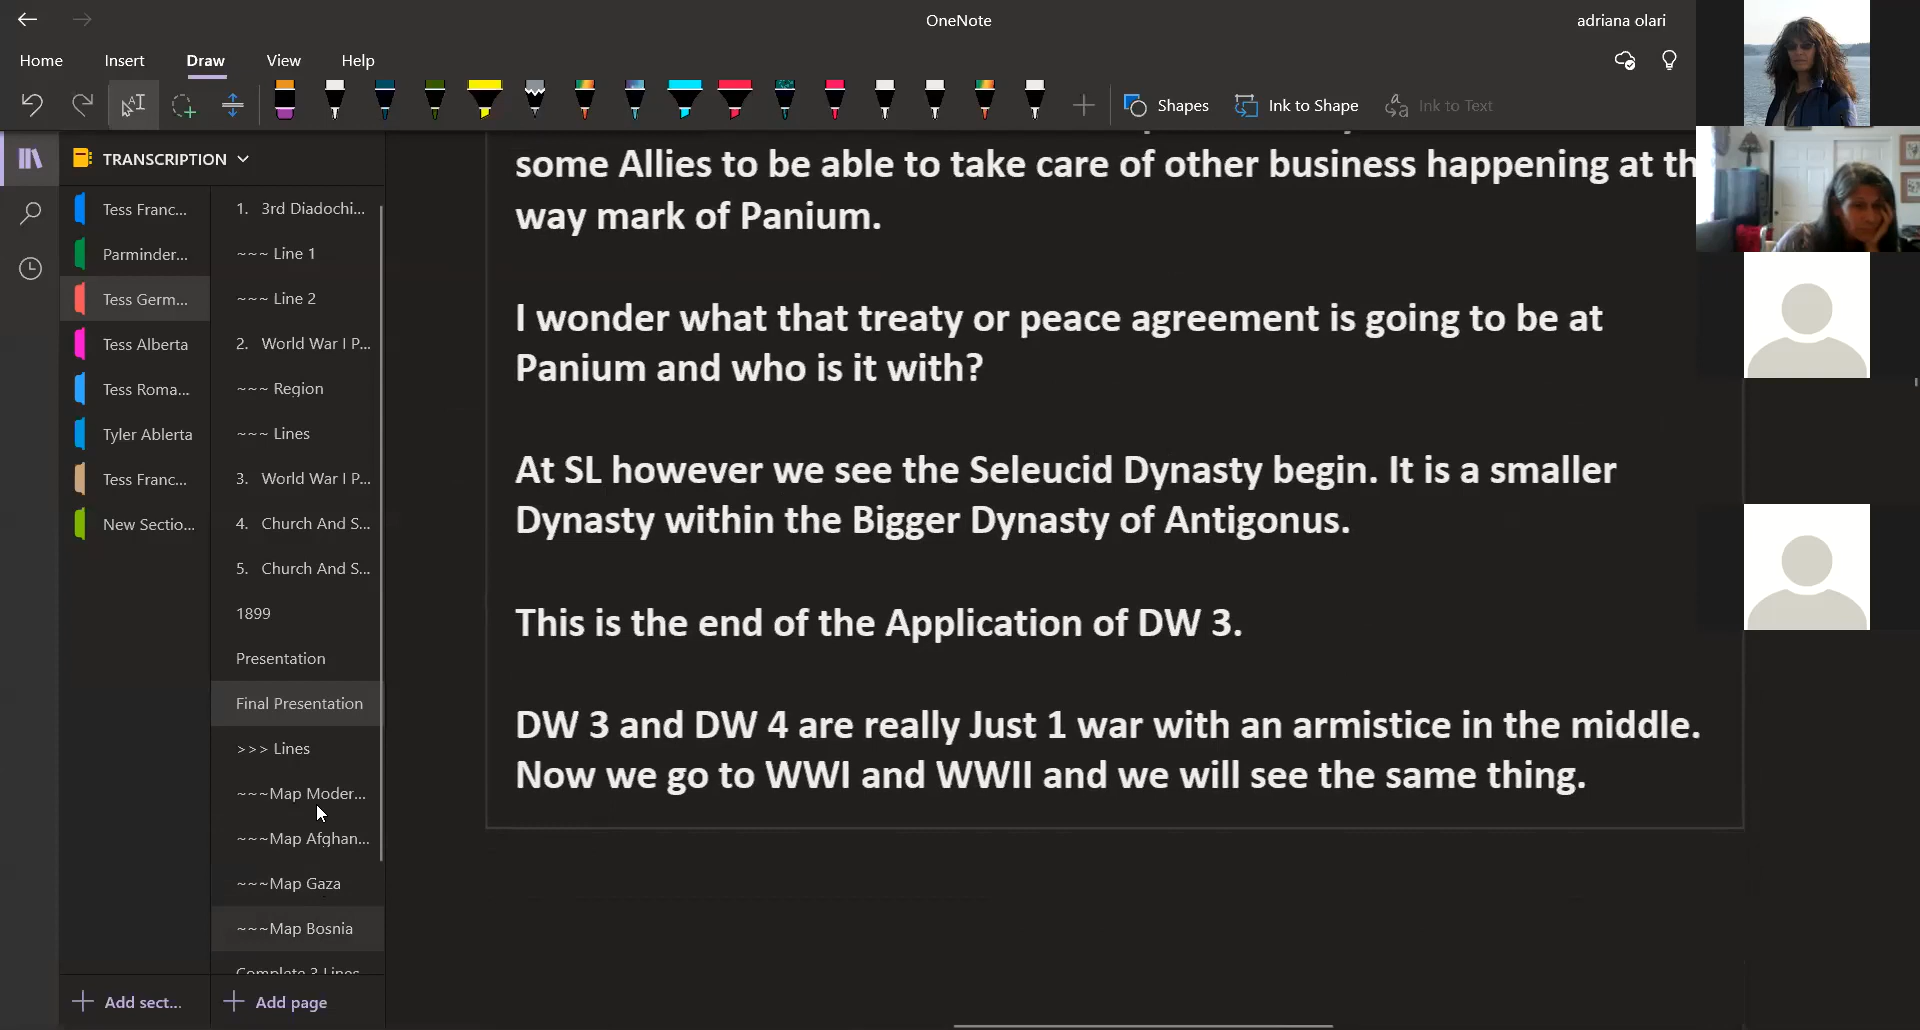 OneNote
adriana olari
Home
Insert
Draw
View
Help
Shapes
Ink to Shape
Ink to Text
TRANSCRIPTION
Tess Franc...
Parminder...
Tess Germ...
Tess Alberta
Tess Roma...
Tyler Ablerta
Tess Franc...
New Sectio...
1. 3rd Diadochi...
~~~ Line 1
~~~ Line 2
2. World War I P...
~~~ Region
~~~ Lines
3. World War I P...
4. Church And S...
5. Church And S...
1899
Presentation
Final Presentation
>>> Lines
~~~Map Moder...
~~~Map Afghan...
~~~Map Gaza
~~~Map Bosnia
Complete 3 Lines
Add sect...
Add page
some Allies to be able to take care of other business happening at th
way mark of Panium.
I wonder what that treaty or peace agreement is going to be at
Panium and who is it with?
At SL however we see the Seleucid Dynasty begin. It is a smaller
Dynasty within the Bigger Dynasty of Antigonus.
This is the end of the Application of DW 3.
DW 3 and DW 4 are really Just 1 war with an armistice in the middle.
Now we go to WWI and WWII and we will see the same thing.